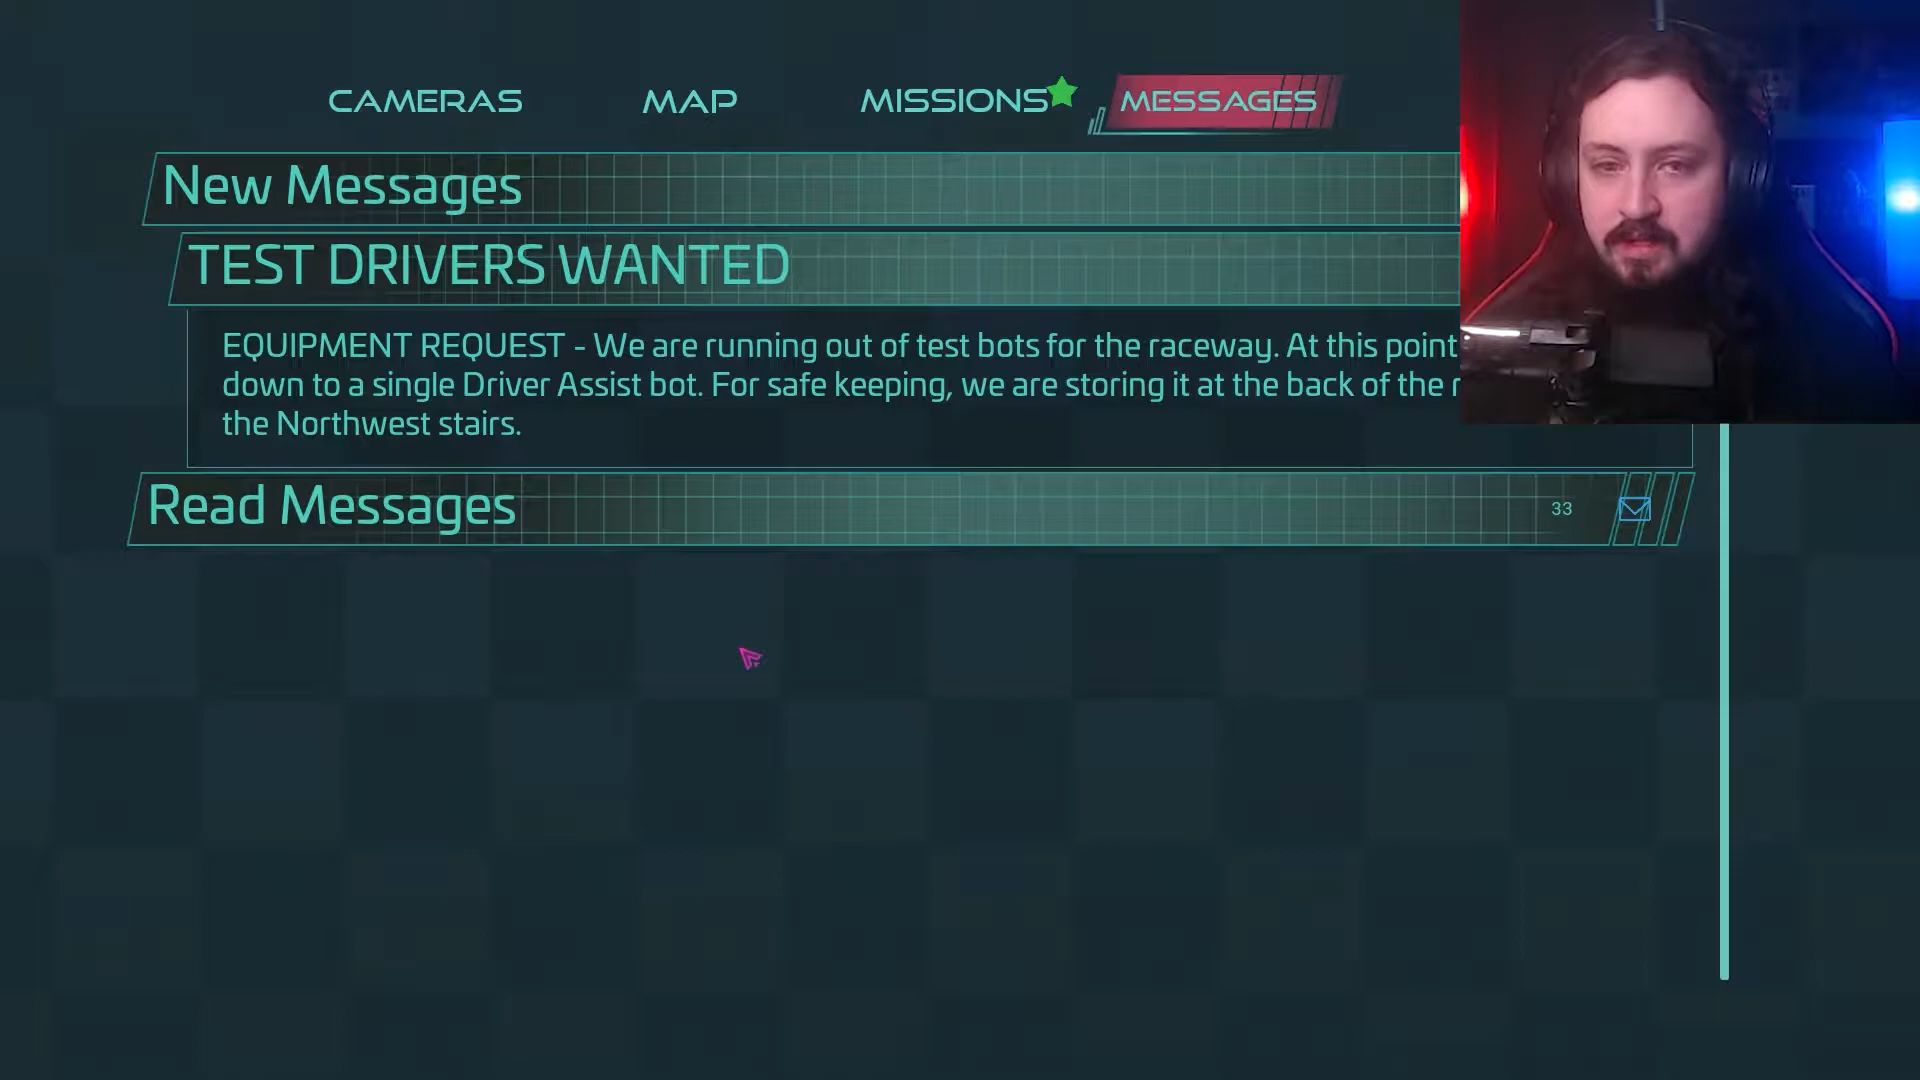 CAMERAS MAP MISSIONS MESSAGES
New Messages
TEST DRIVERS WANTED
EQUIPMENT REQUEST - We are running out of test bots for the raceway. At this point
down to a single Driver Assist bot. For safe keeping, we are storing it at the back of the
the Northwest stairs.
Read Messages 33